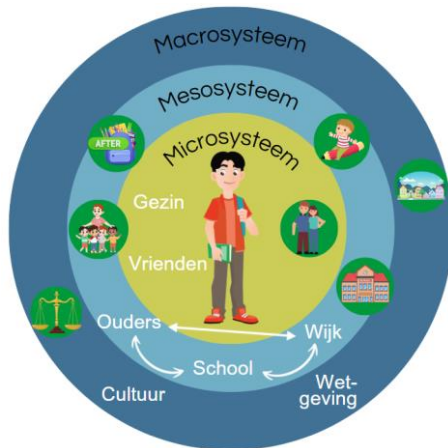 Macrosysteem
Mesosysteem
Microsysteem
AFTER
Gezin
Vrienden
Ouders
Wijk
School
Cultuur
Wet-
geving